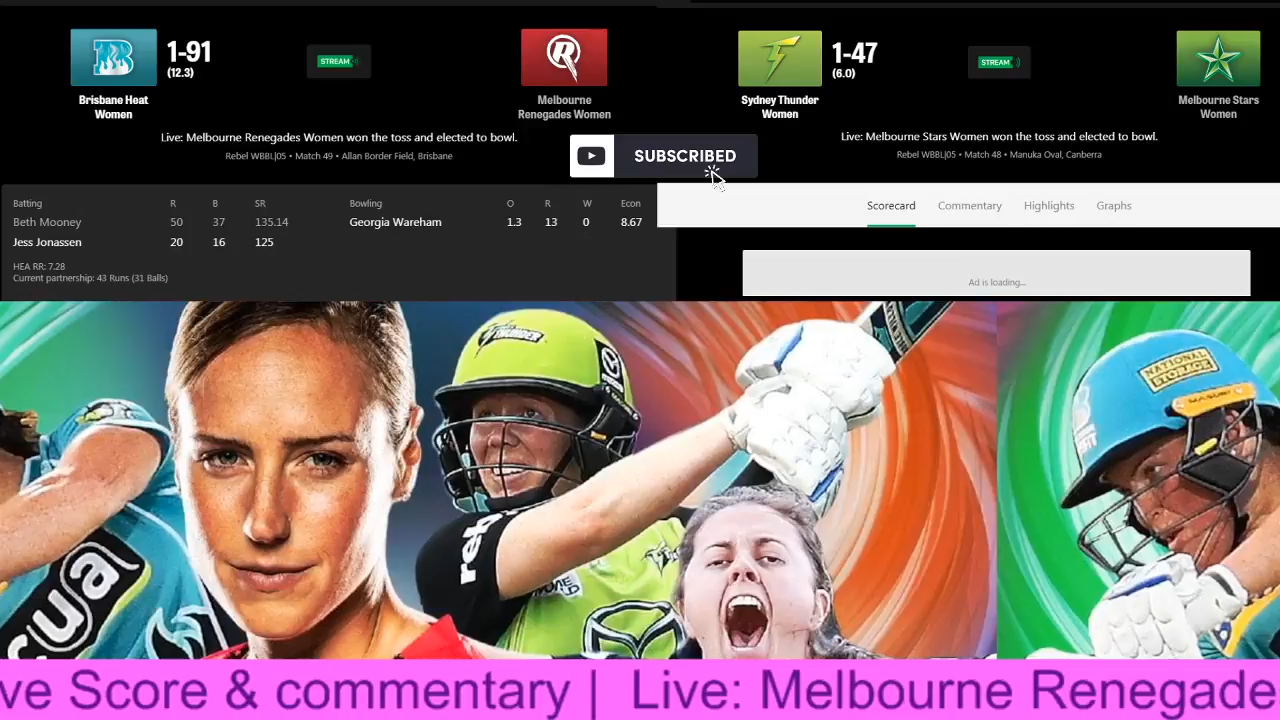 1-91
(12.3)
STREAM
Brisbane Heat
Women
Melbourne
Renegades Women
Live: Melbourne Renegades Women won the toss and elected to bowl.
Rebel WBBL|05 • Match 49 • Allan Border Field, Brisbane
1-47
(6.0)
STREAM
Sydney Thunder
Women
Melbourne Stars
Women
Live: Melbourne Stars Women won the toss and elected to bowl.
Rebel WBBL|05 • Match 48 • Manuka Oval, Canberra
SUBSCRIBED
Batting R B SR Bowling O R W Econ
Beth Mooney 50 37 135.14 Georgia Wareham 1.3 13 0 8.67
Jess Jonassen 20 16 125
HEA RR: 7.28
Current partnership: 43 Runs (31 Balls)
Scorecard Commentary Highlights Graphs
Ad is loading...
THUNDER
NATIONAL
STORAGE
MASURI
reb
cua
ve Score & commentary | Live: Melbourne Renegade